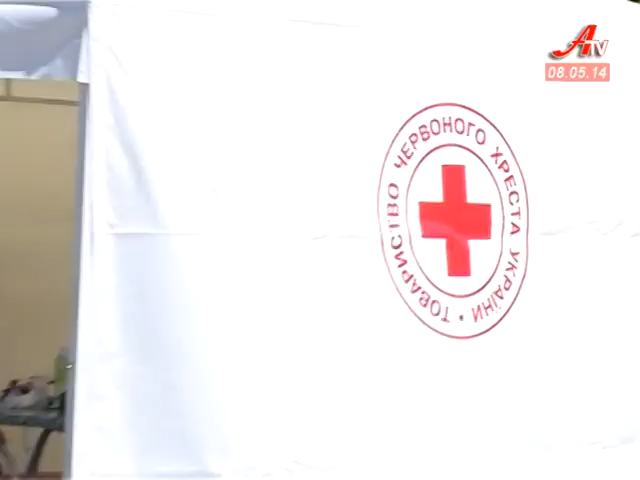 ATV
08.05.14
ТОВАРИСТВО ЧЕРВОНОГО ХРЕСТА УКРАЇНИ •